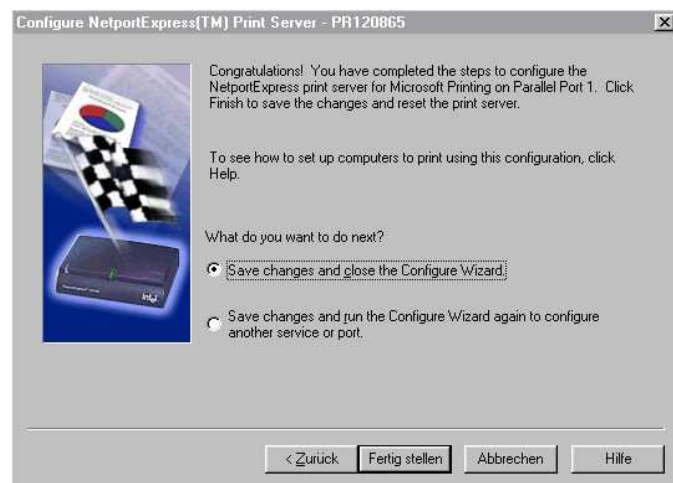 Configure NetportExpress(TM) Print Server - PR120865
Congratulations! You have completed the steps to configure the
NetportExpress print server for Microsoft Printing on Parallel Port 1. Click
Finish to save the changes and reset the print server.
To see how to set up computers to print using this configuration, click
Help.
What do you want to do next?
Save changes and close the Configure Wizard.
Save changes and run the Configure Wizard again to configure
another service or port.
intel
< Zurück
Fertig stellen
Abbrechen
Hilfe